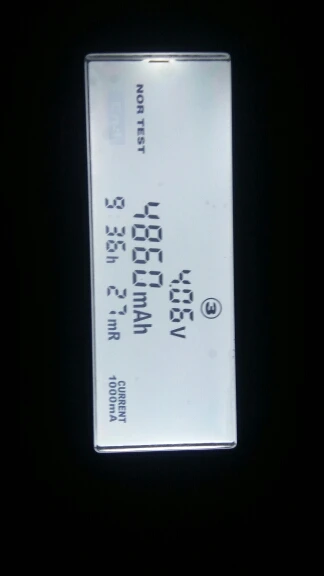 ③
4.06V
NOR TEST
4860mAh
9 36h 27mR
CURRENT
1000mA